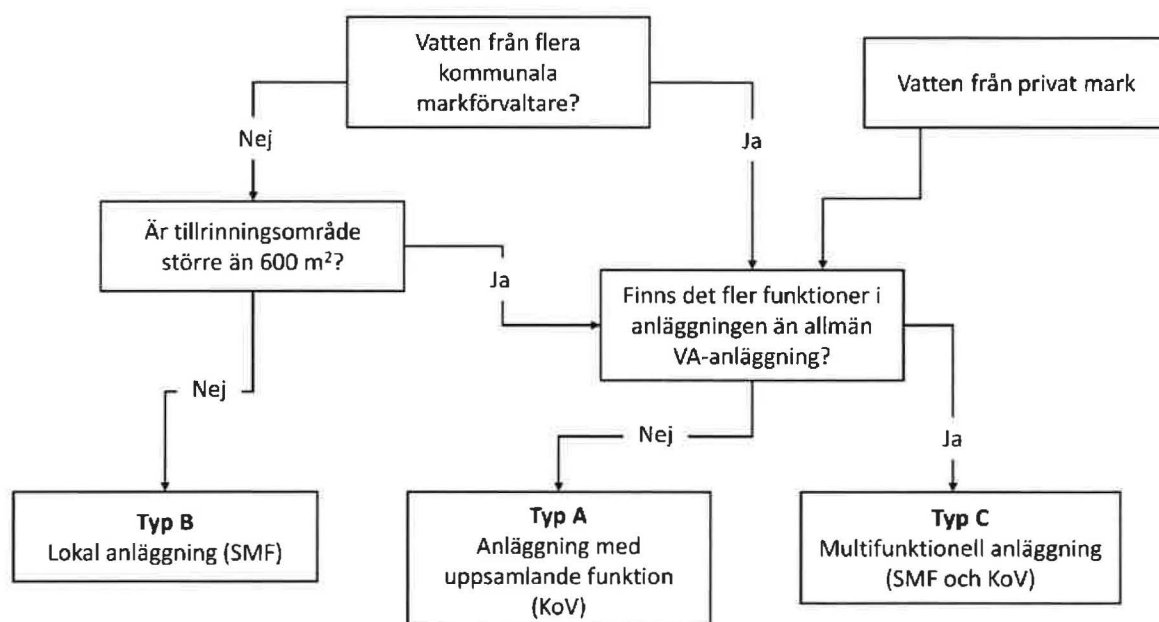 Vatten från flera
kommunala
markförvaltare?
Vatten från privat mark
Nej
Ja
Är tillrinningsområde
större än 600 m²?
Ja
Finns det fler funktioner i
anläggningen än allmän
VA-anläggning?
Nej
Nej
Ja
Typ B
Lokal anläggning (SMF)
Typ A
Anläggning med
uppsamlande funktion
(KoV)
Typ C
Multifunktionell anläggning
(SMF och KoV)